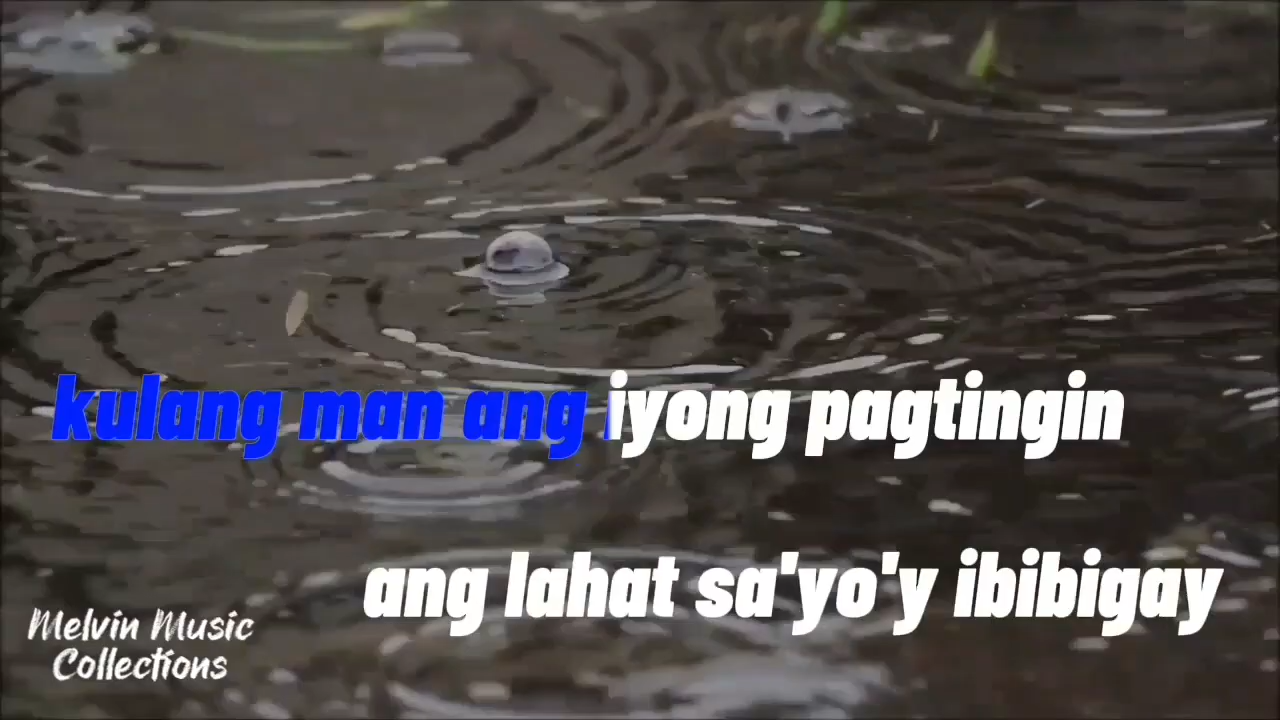 kulang man ang iyong pagtingin
ang lahat sa'yo'y ibibigay
Melvin Music
Collections